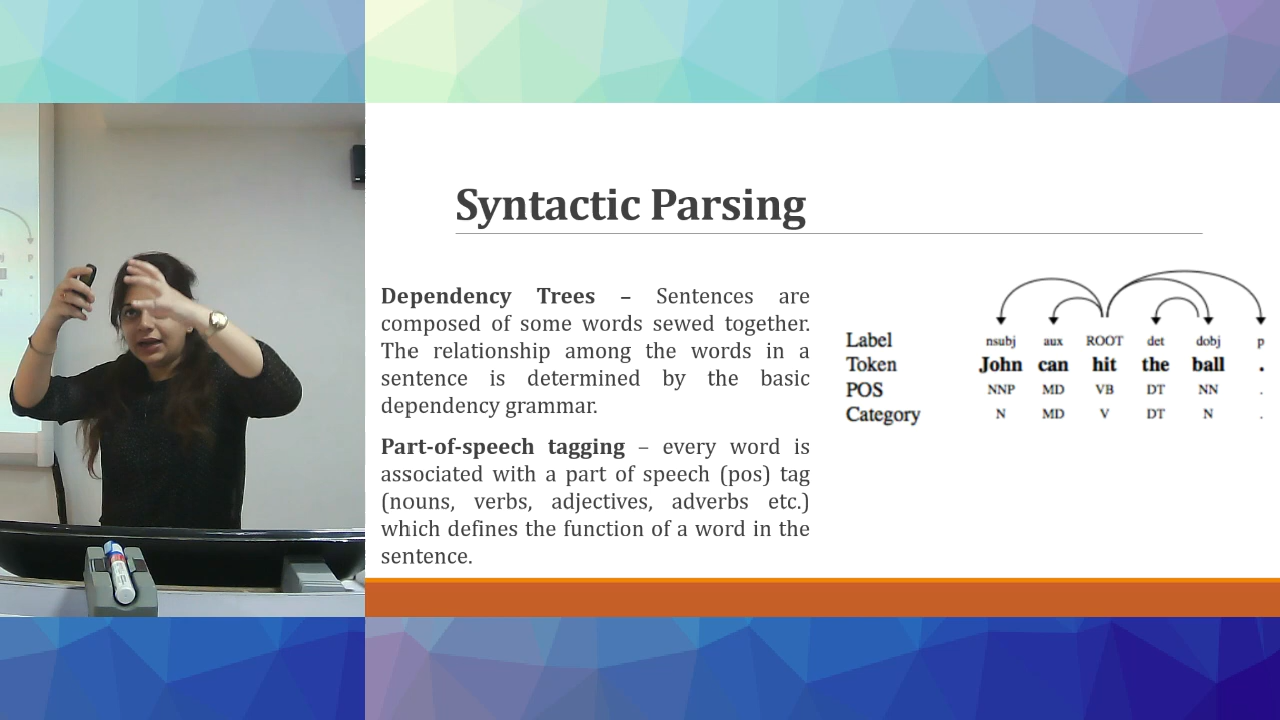 Syntactic Parsing
Dependency Trees – Sentences are
composed of some words sewed together.
The relationship among the words in a
sentence is determined by the basic
dependency grammar.
Part-of-speech tagging – every word is
associated with a part of speech (pos) tag
(nouns, verbs, adjectives, adverbs etc.)
which defines the function of a word in the
sentence.
Label nsubj aux ROOT det dobj p
Token John can hit the ball .
POS NNP MD VB DT NN .
Category N MD V DT N .